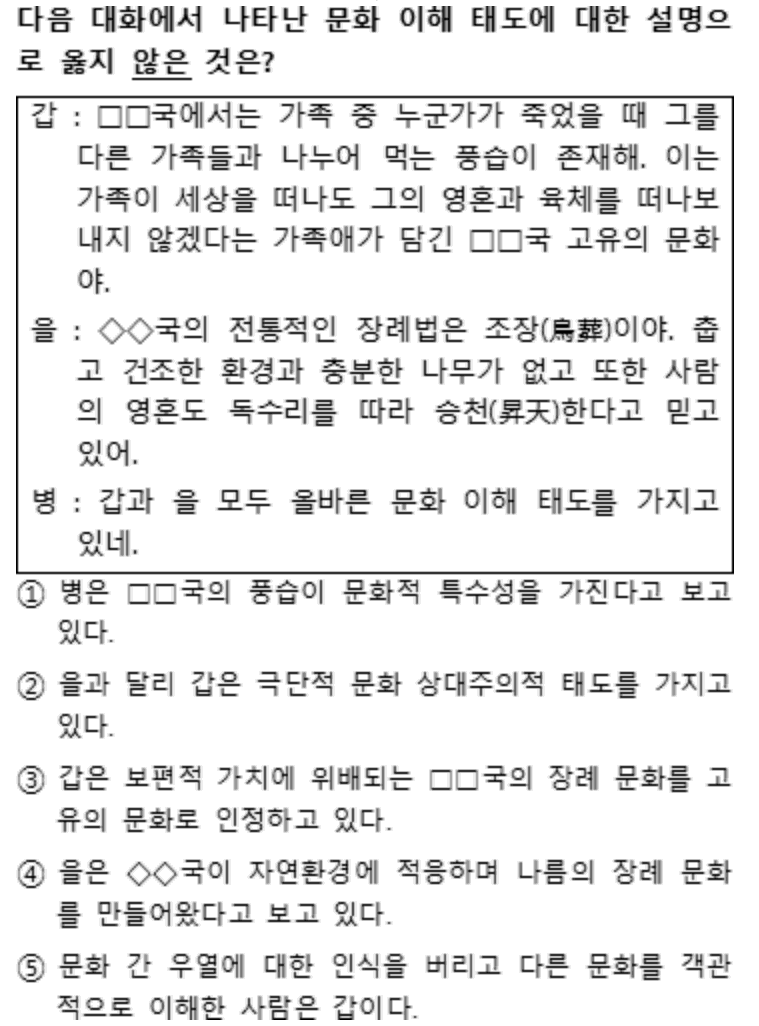 다음 대화에서 나타난 문화 이해 태도에 대한 설명으
로 옳지 않은 것은?
갑 : □□국에서는 가족 중 누군가가 죽었을 때 그를
다른 가족들과 나누어 먹는 풍습이 존재해. 이는
가족이 세상을 떠나도 그의 영혼과 육체를 떠나보
내지 않겠다는 가족애가 담긴 □□국 고유의 문화
야.
을 : ◇◇국의 전통적인 장례법은 조장(鳥葬)이야. 춥
고 건조한 환경과 충분한 나무가 없고 또한 사람
의 영혼도 독수리를 따라 승천(昇天)한다고 믿고
있어.
병 : 갑과 을 모두 올바른 문화 이해 태도를 가지고
있네.
① 병은 □□국의 풍습이 문화적 특수성을 가진다고 보고
있다.
② 을과 달리 갑은 극단적 문화 상대주의적 태도를 가지고
있다.
③ 갑은 보편적 가치에 위배되는 □□국의 장례 문화를 고
유의 문화로 인정하고 있다.
④ 을은 ◇◇국이 자연환경에 적응하며 나름의 장례 문화
를 만들어왔다고 보고 있다.
⑤ 문화 간 우열에 대한 인식을 버리고 다른 문화를 객관
적으로 이해한 사람은 갑이다.